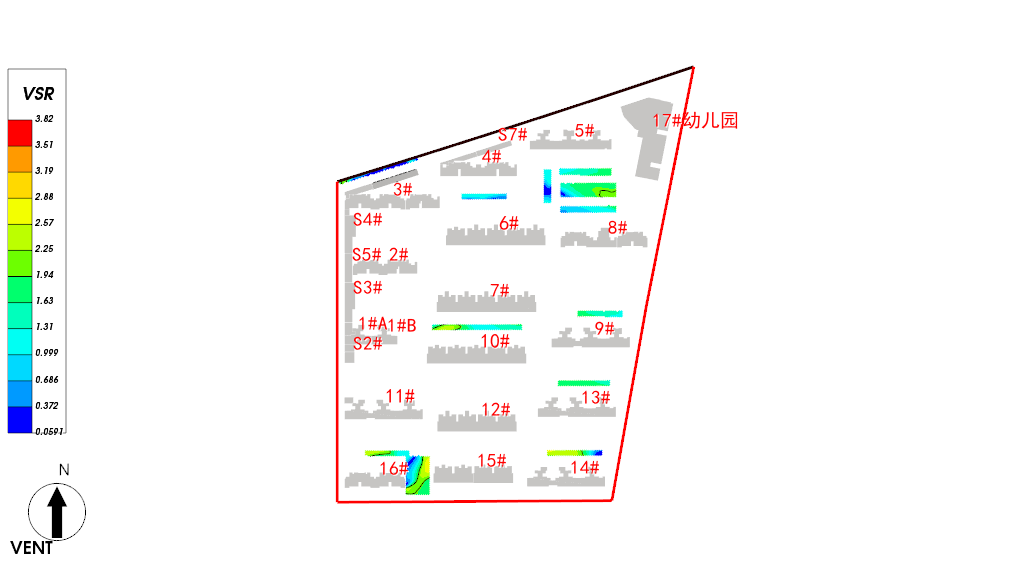 VSR
3.82
3.51
3.19
2.88
2.57
2.25
1.94
1.63
1.31
0.999
0.686
0.372
0.0591
N
VENT
17#幼儿园
S7# 5#
4#
3#
S4#
6#
8#
S5# 2#
S3#
7#
1#A1#B
9#
S2#
10#
11#
13#
12#
15#
16#
14#